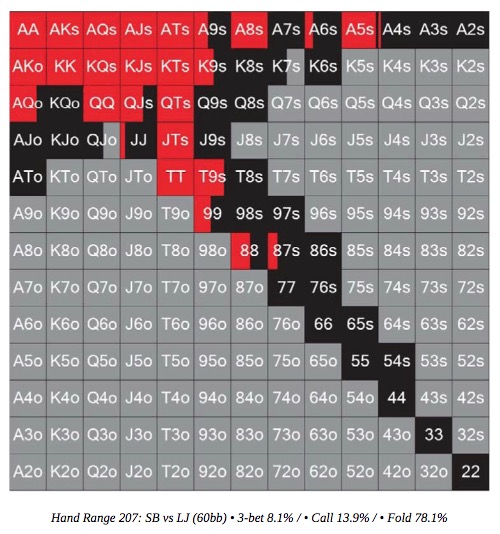 AA AKs AQs AJs ATs A9s A8s A7s A6s A5s A4s A3s A2s
AKo KK KQs KJs KTs K9s K8s K7s K6s K5s K4s K3s K2s
AQo KQo QQ QJs QTs Q9s Q8s Q7s Q6s Q5s Q4s Q3s Q2s
AJo KJo QJo JJ JTs J9s J8s J7s J6s J5s J4s J3s J2s
ATo KTo QTo JTo TT T9s T8s T7s T6s T5s T4s T3s T2s
A9o K9o Q9o J9o T9o 99 98s 97s 96s 95s 94s 93s 92s
A8o K8o Q8o J8o T8o 98o 88 87s 86s 85s 84s 83s 82s
A7o K7o Q7o J7o T7o 97o 87o 77 76s 75s 74s 73s 72s
A6o K6o Q6o J6o T6o 96o 86o 76o 66 65s 64s 63s 62s
A5o K5o Q5o J5o T5o 95o 85o 75o 65o 55 54s 53s 52s
A4o K4o Q4o J4o T4o 94o 84o 74o 64o 54o 44 43s 42s
A3o K3o Q3o J3o T3o 93o 83o 73o 63o 53o 43o 33 32s
A2o K2o Q2o J2o T2o 92o 82o 72o 62o 52o 42o 32o 22
Hand Range 207: SB vs LJ (60bb) • 3-bet 8.1% / • Call 13.9% / • Fold 78.1%